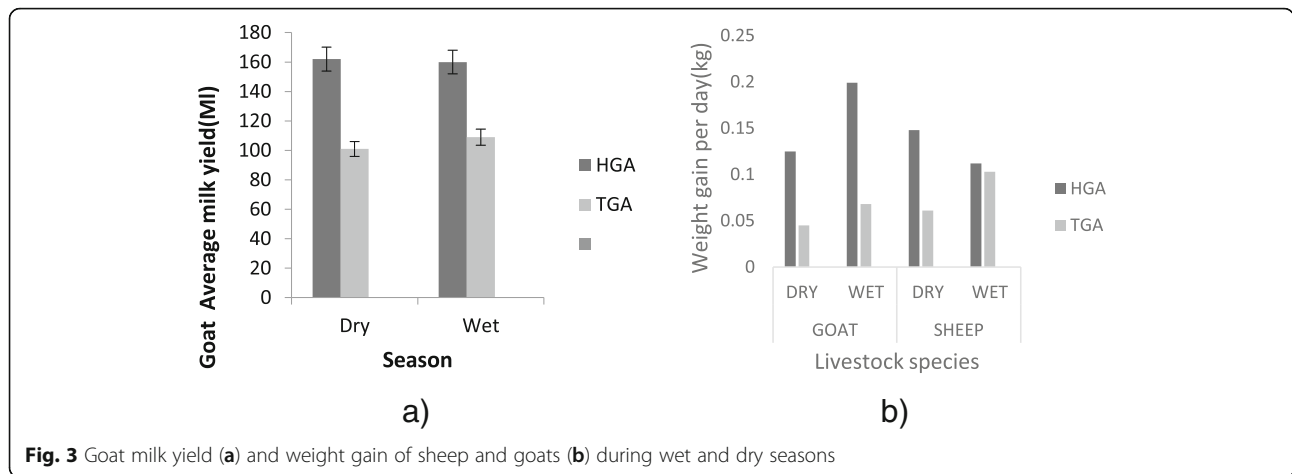 180
160
140
120
100
80
60
40
20
0
Goat Average milk yield(Ml)
Dry
Wet
Season
HGA
TGA
a)
0.25
0.2
0.15
0.1
0.05
0
Weight gain per day(kg)
DRY
WET
DRY
WET
GOAT
SHEEP
Livestock species
HGA
TGA
b)
Fig. 3 Goat milk yield (a) and weight gain of sheep and goats (b) during wet and dry seasons